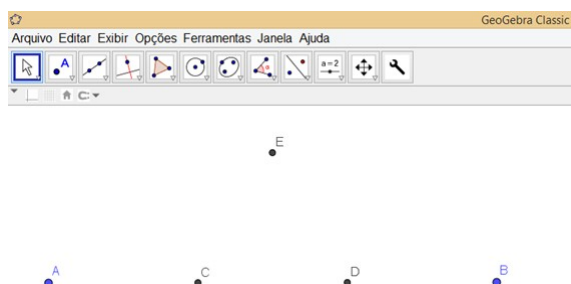 GeoGebra Classic
Arquivo Editar Exibir Opções Ferramentas Janela Ajuda
A
a=2
E
A
C
D
B